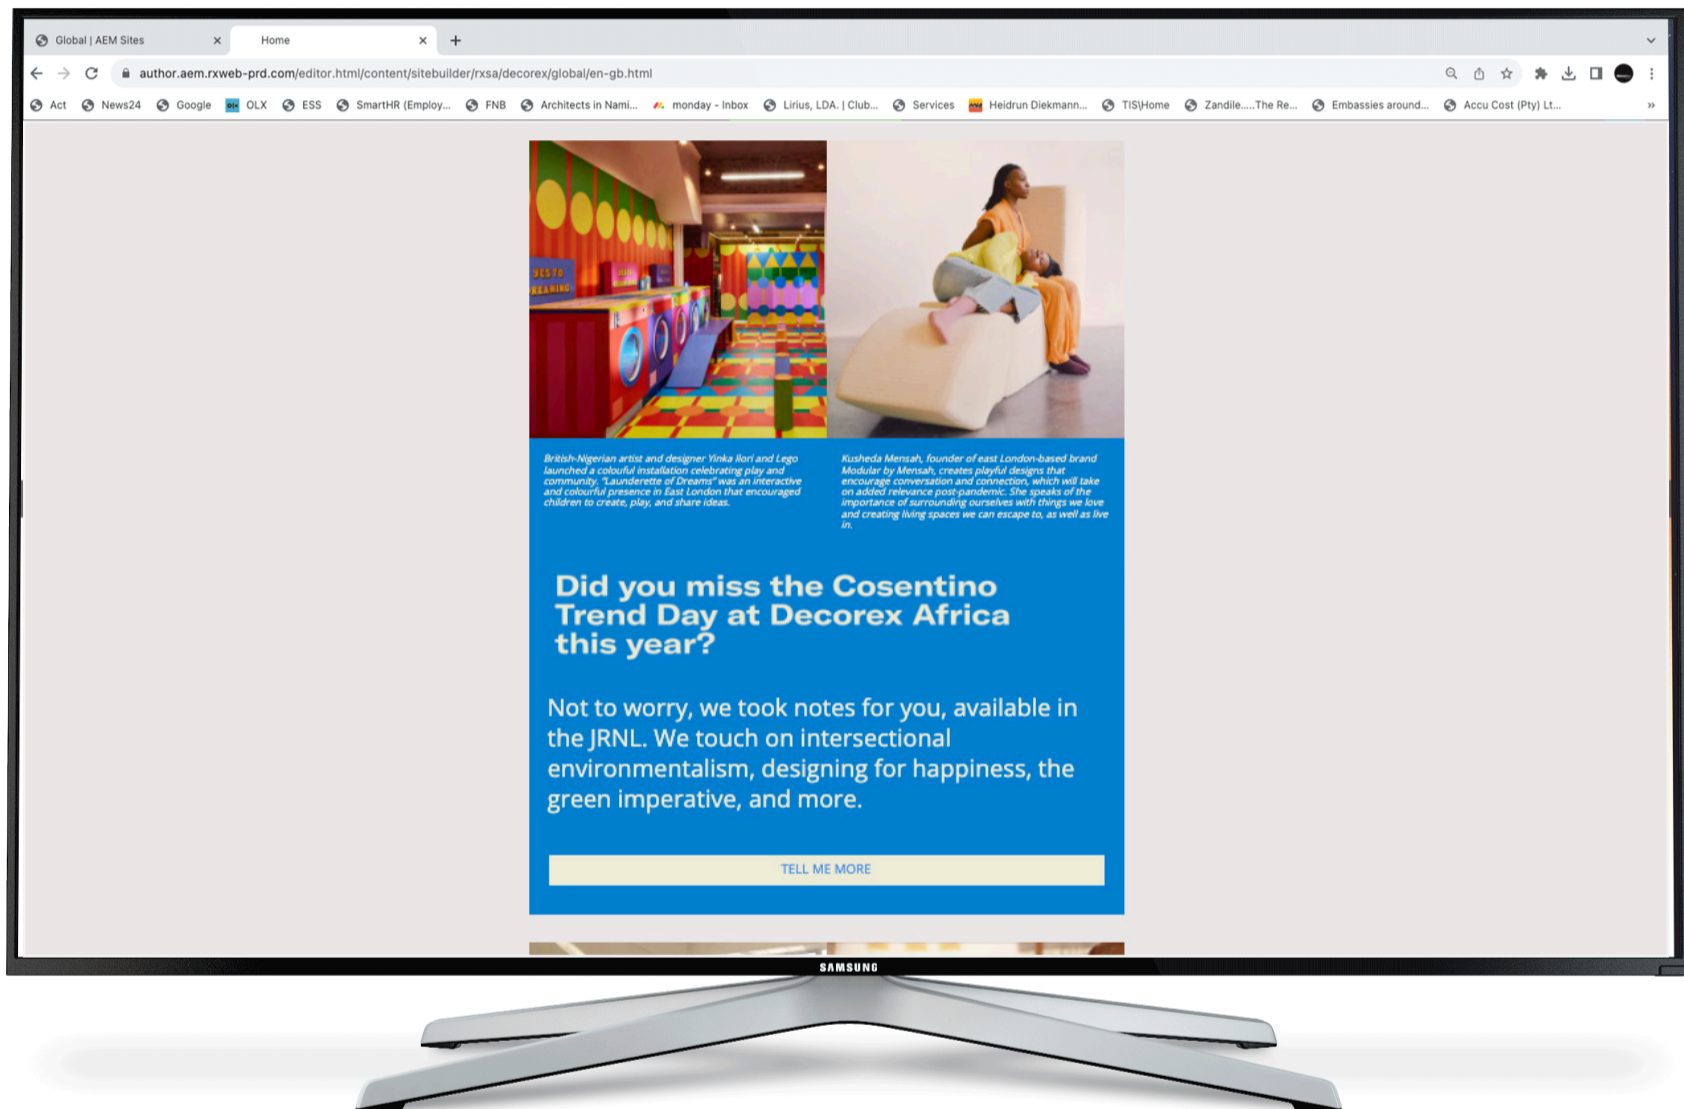 Global | AEM Sites
Home
author.aem.rxweb-prd.com/editor.html/content/sitebuilder/rxsa/decorex/global/en-gb.html
Act News24 Google OLX ESS SmartHR (Employ... FNB Architects in Nami... monday - Inbox Lirius, LDA. | Club... Services Heidrun Diekmann... TIS\Home Zandile.....The Re... Embassies around... Accu Cost (Pty) Lt...
YES TO
DREAMING
British-Nigerian artist and designer Yinka Ilori and Lego
launched a colouful installation celebrating play and
community. “Launderette of Dreams” was an interactive
and colourful presence in East London that encouraged
children to create, play, and share ideas.
Kusheda Mensah, founder of east London-based brand
Modular by Mensah, creates playful designs that
encourage conversation and connection, which will take
on added relevance post-pandemic. She speaks of the
importance of surrounding ourselves with things we love
and creating living spaces we can escape to, as well as live
in.
Did you miss the Cosentino
Trend Day at Decorex Africa
this year?
Not to worry, we took notes for you, available in
the JRNL. We touch on intersectional
environmentalism, designing for happiness, the
green imperative, and more.
TELL ME MORE
SAMSUNG